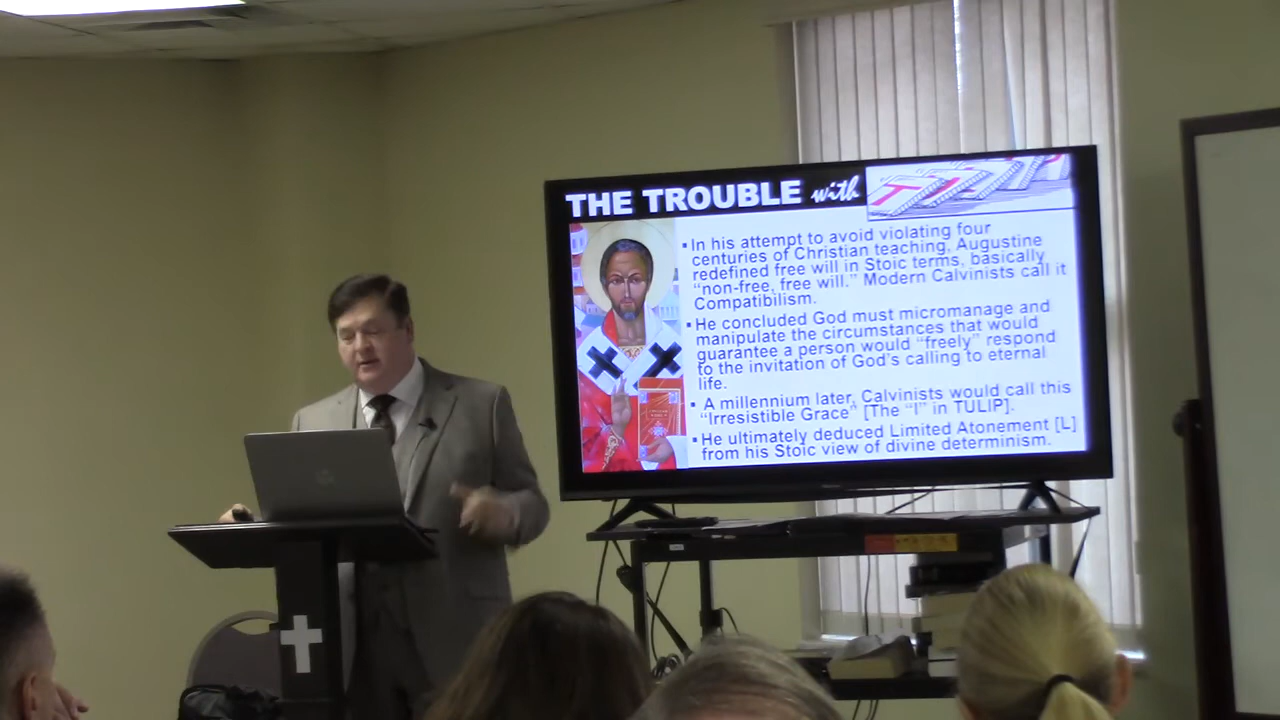 THE TROUBLE with
T
▪ In his attempt to avoid violating four
centuries of Christian teaching, Augustine
redefined free will in Stoic terms, basically
“non-free, free will.” Modern Calvinists call it
Compatibilism.
▪ He concluded God must micromanage and
manipulate the circumstances that would
guarantee a person would “freely” respond
to the invitation of God’s calling to eternal
life.
▪ A millennium later, Calvinists would call this
“Irresistible Grace” [The “I” in TULIP].
▪ He ultimately deduced Limited Atonement [L]
from his Stoic view of divine determinism.